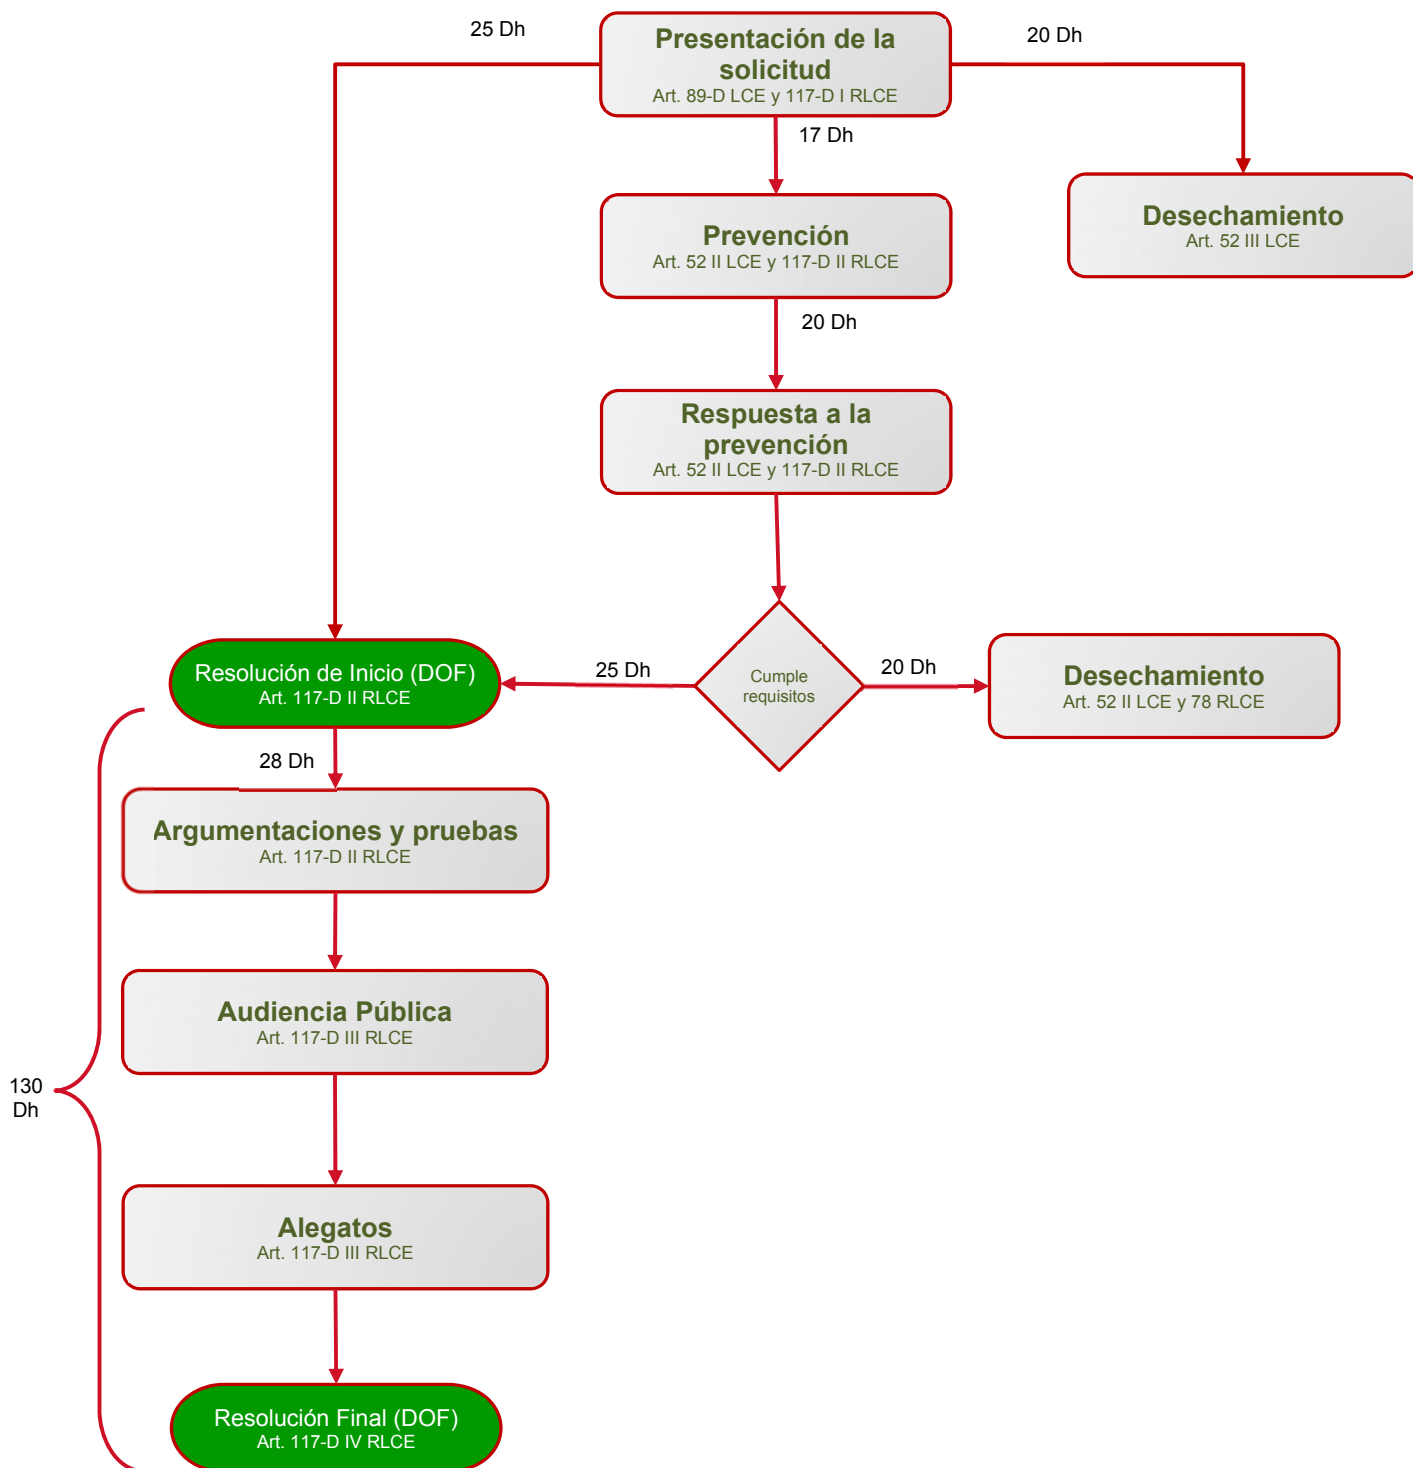 25 Dh
Presentación de la
solicitud
Art. 89-D LCE y 117-D I RLCE
20 Dh
17 Dh
Prevención
Art. 52 II LCE y 117-D II RLCE
Desechamiento
Art. 52 III LCE
20 Dh
Respuesta a la
prevención
Art. 52 II LCE y 117-D II RLCE
Resolución de Inicio (DOF)
Art. 117-D II RLCE
25 Dh
Cumple
requisitos
20 Dh
Desechamiento
Art. 52 II LCE y 78 RLCE
28 Dh
Argumentaciones y pruebas
Art. 117-D II RLCE
Audiencia Pública
Art. 117-D III RLCE
130
Dh
Alegatos
Art. 117-D III RLCE
Resolución Final (DOF)
Art. 117-D IV RLCE